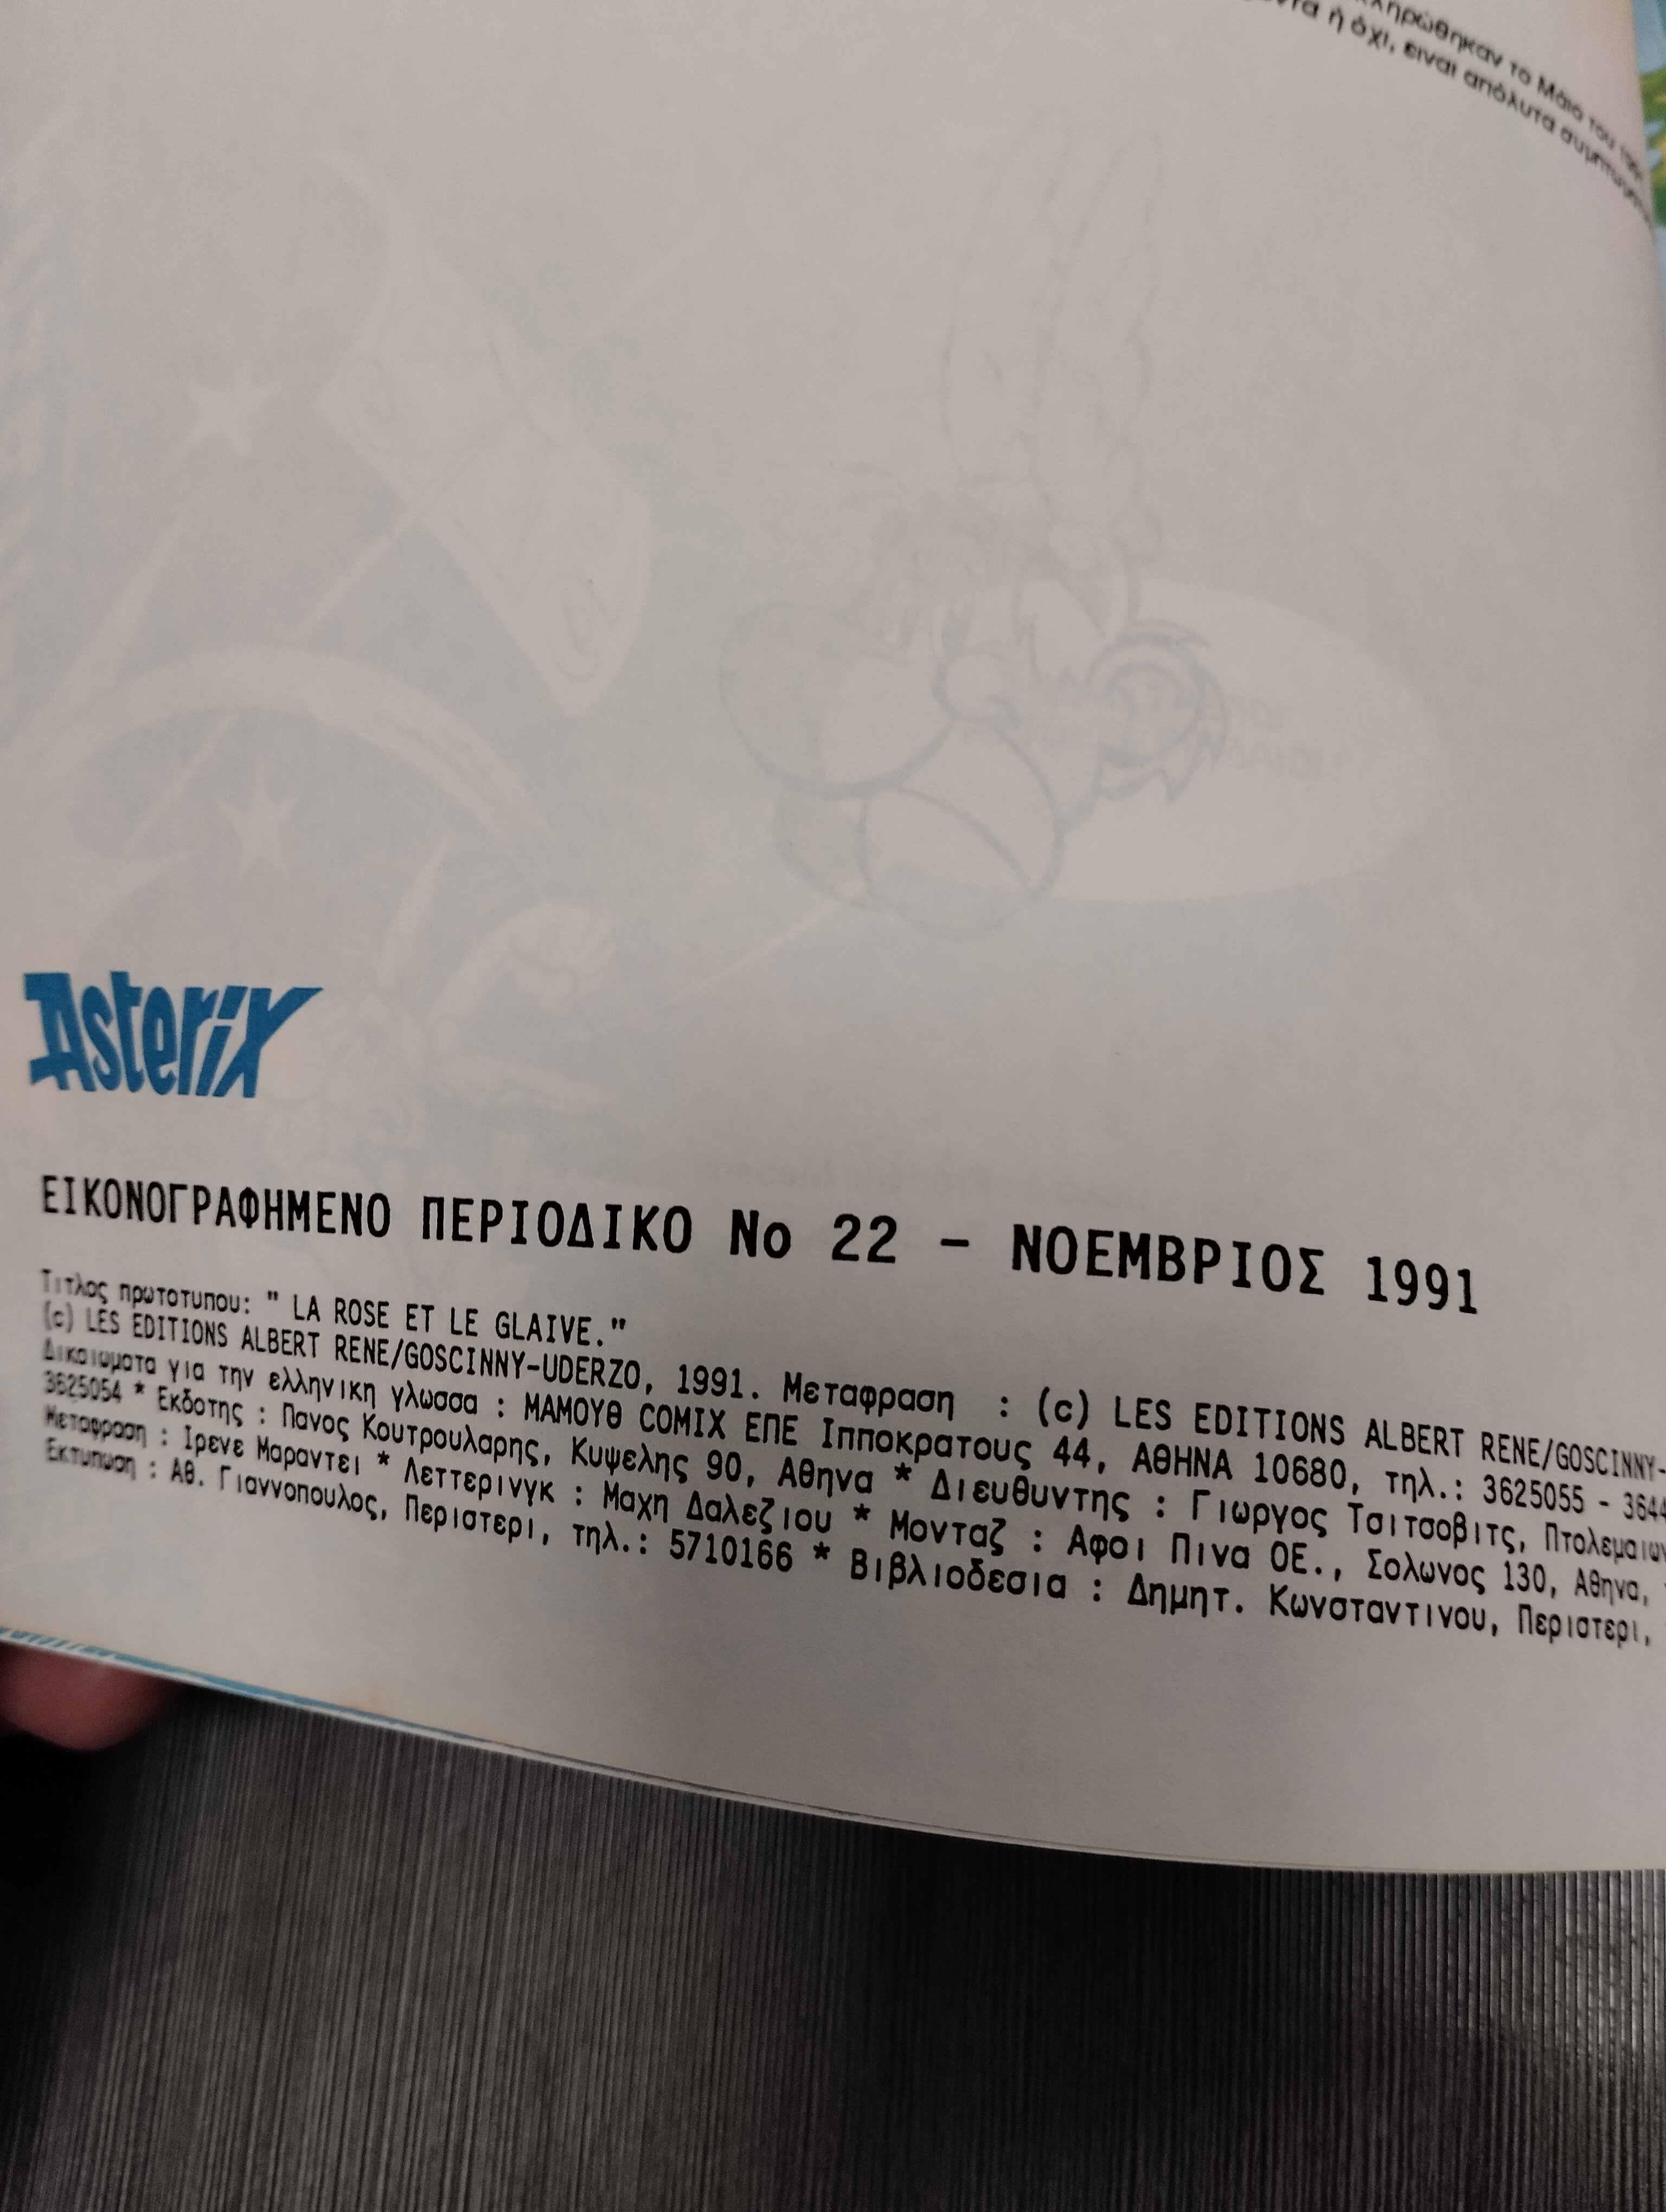 πληρώθηκαν το Μάιο του 1991
ή όχι, είναι απόλυτα
Asterix
ΕΙΚΟΝΟΓΡΑΦΗΜΕΝΟ ΠΕΡΙΟΔΙΚΟ Νο 22 - ΝΟΕΜΒΡΙΟΣ 1991
Τιτλος πρωτοτυπου: " LA ROSE ET LE GLAIVE."
(c) LES EDITIONS ALBERT RENE/GOSCINNY-UDERZO, 1991. Μεταφραση : (c) LES EDITIONS ALBERT RENE/GOSCINNY-
Δικαιωματα για την ελληνικη γλωσσα : ΜΑΜΟΥΘ COMIX ΕΠΕ Ιπποκρατους 44, ΑΘΗΝΑ 10680, τηλ.: 3625055 - 364
3625054 * Εκδοτης : Πανος Κουτρουλαρης, Κυψελης 90, Αθηνα * Διευθυντης : Γιωργος Τσιτσοβιτς, Πτολεμαιων
Μεταφραση : Ιρενε Μαραντει * Λεττερινγκ : Μαχη Δαλεζιου * Μονταζ : Αφοι Πινα ΟΕ., Σολωνος 130, Αθηνα,
Εκτυπωση : Αθ. Γιαννοπουλος, Περιστερι, τηλ.: 5710166 * Βιβλιοδεσια : Δημητ. Κωνσταντινου, Περιστερι,